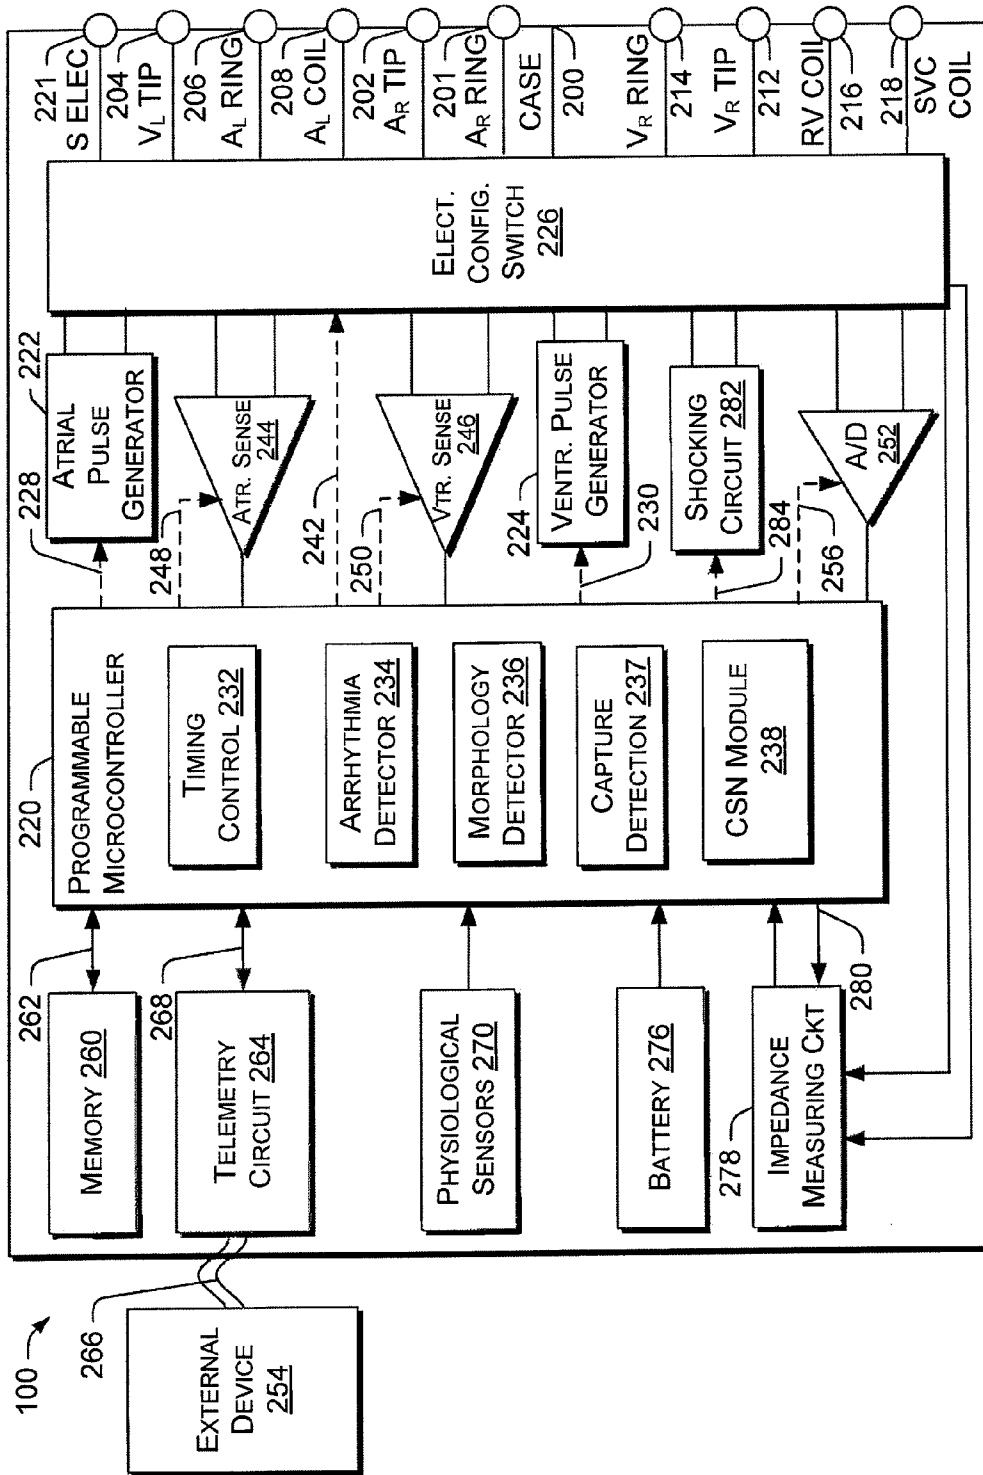 221
S ELEC
204
VL TIP
206
AL RING
208
AL COIL
202
AR TIP
201
AR RING
CASE
200
VR RING
214
VR TIP
212
RV COIL
216
218
SVC
COIL
ELECT.
CONFIG.
SWITCH
226
222
ATRIAL
PULSE
GENERATOR
228
ATR. SENSE
244
248
242
VTR. SENSE
246
250
VENTR. PULSE
GENERATOR
224
230
SHOCKING
CIRCUIT 282
284
A/D
252
256
220
PROGRAMMABLE
MICROCONTROLLER
TIMING
CONTROL 232
ARRHYTHMIA
DETECTOR 234
MORPHOLOGY
DETECTOR 236
CAPTURE
DETECTION 237
CSN MODULE
238
262
268
280
MEMORY 260
TELEMETRY
CIRCUIT 264
PHYSIOLOGICAL
SENSORS 270
BATTERY 276
278
IMPEDANCE
MEASURING CKT
100
266
EXTERNAL
DEVICE
254